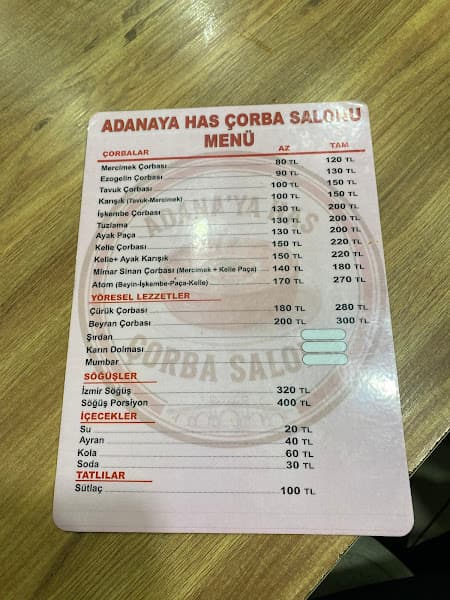 ADANAYA HAS ÇORBA SALONU
MENÜ
ÇORBALAR AZ TAM
Mercimek Çorbası 80 TL 120 TL
Ezogelin Çorbası 90 TL 130 TL
Tavuk Çorbası 100 TL 150 TL
Karışık (Tavuk-Mercimek) 100 TL 150 TL
İşkembe Çorbası 130 TL 200 TL
Tuzlama 130 TL 200 TL
Ayak Paça 130 TL 200 TL
Kelle Çorbası 150 TL 220 TL
Kelle+ Ayak Karışık 150 TL 220 TL
Mimar Sinan Çorbası (Mercimek + Kelle Paça) 140 TL 180 TL
Atom (Beyin-İşkembe-Paça-Kelle) 170 TL 270 TL
YÖRESEL LEZZETLER
Çürük Çorbası 180 TL 280 TL
Beyran Çorbası 200 TL 300 TL
Şırdan
Karın Dolması
Mumbar
SÖĞÜŞLER
İzmir Söğüş 320 TL
Söğüş Porsiyon 400 TL
İÇECEKLER
Su 20 TL
Ayran 40 TL
Kola 60 TL
Soda 30 TL
TATLILAR
Sütlaç 100 TL
ADANA'YA HAS
ÇORBA SALONU